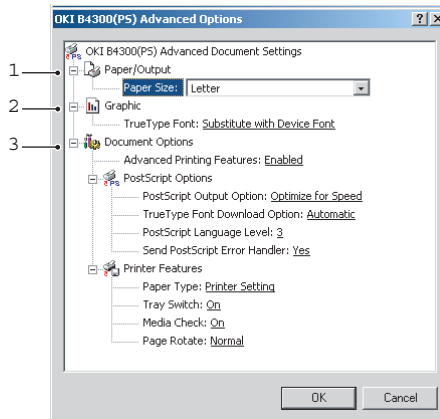 OKI B4300(PS) Advanced Options
OKI B4300(PS) Advanced Document Settings
1 Paper/Output
Paper Size: Letter
2 Graphic
TrueType Font: Substitute with Device Font
3 Document Options
Advanced Printing Features: Enabled
PostScript Options
PostScript Output Option: Optimize for Speed
TrueType Font Download Option: Automatic
PostScript Language Level: 3
Send PostScript Error Handler: Yes
Printer Features
Paper Type: Printer Setting
Tray Switch: On
Media Check: On
Page Rotate: Normal
OK Cancel